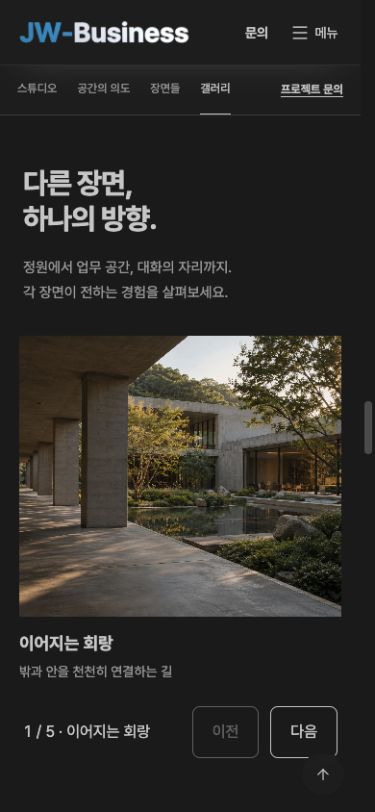 JW-Business
문의
메뉴
스튜디오
공간의 의도
장면들
갤러리
프로젝트 문의
다른 장면,
하나의 방향.
정원에서 업무 공간, 대화의 자리까지.
각 장면이 전하는 경험을 살펴보세요.
이어지는 회랑
밖과 안을 천천히 연결하는 길
1 / 5 · 이어지는 회랑
이전
다음